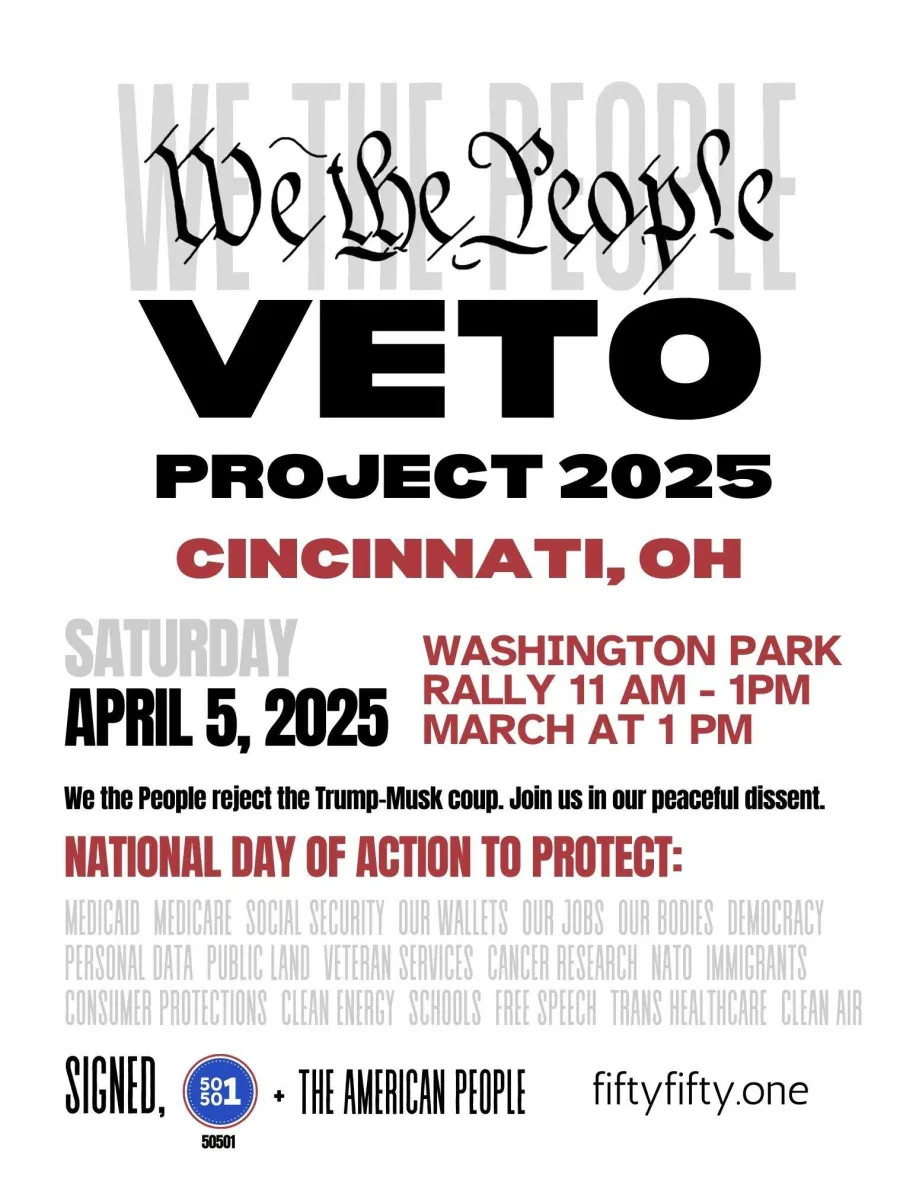 WE THE PEOPLE
We the People
VETO
PROJECT 2025
CINCINNATI, OH
SATURDAY
APRIL 5, 2025
WASHINGTON PARK
RALLY 11 AM - 1PM
MARCH AT 1 PM
We the People reject the Trump-Musk coup. Join us in our peaceful dissent.
NATIONAL DAY OF ACTION TO PROTECT:
MEDICAID MEDICARE SOCIAL SECURITY OUR WALLETS OUR JOBS OUR BODIES DEMOCRACY
PERSONAL DATA PUBLIC LAND VETERAN SERVICES CANCER RESEARCH NATO IMMIGRANTS
CONSUMER PROTECTIONS CLEAN ENERGY SCHOOLS FREE SPEECH TRANS HEALTHCARE CLEAN AIR
SIGNED, 50 50 1 + THE AMERICAN PEOPLE fiftyfifty.one
50501